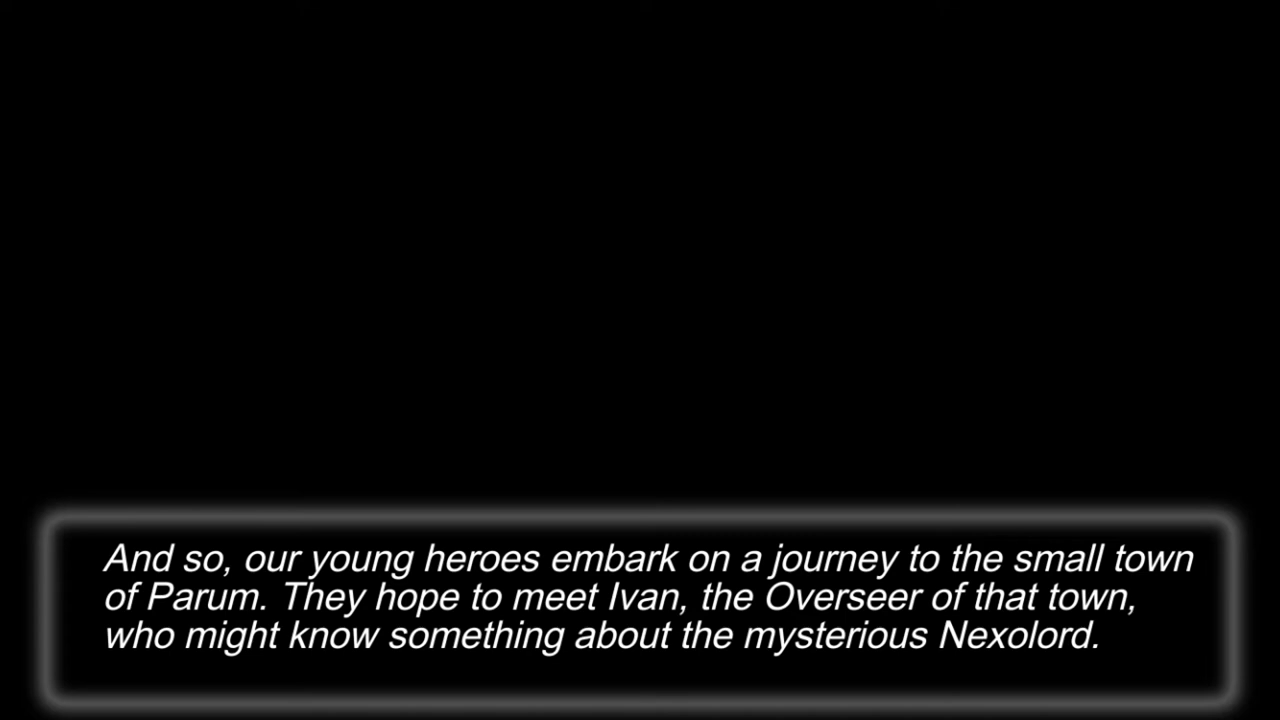 And so, our young heroes embark on a journey to the small town
of Parum. They hope to meet Ivan, the Overseer of that town,
who might know something about the mysterious Nexolord.